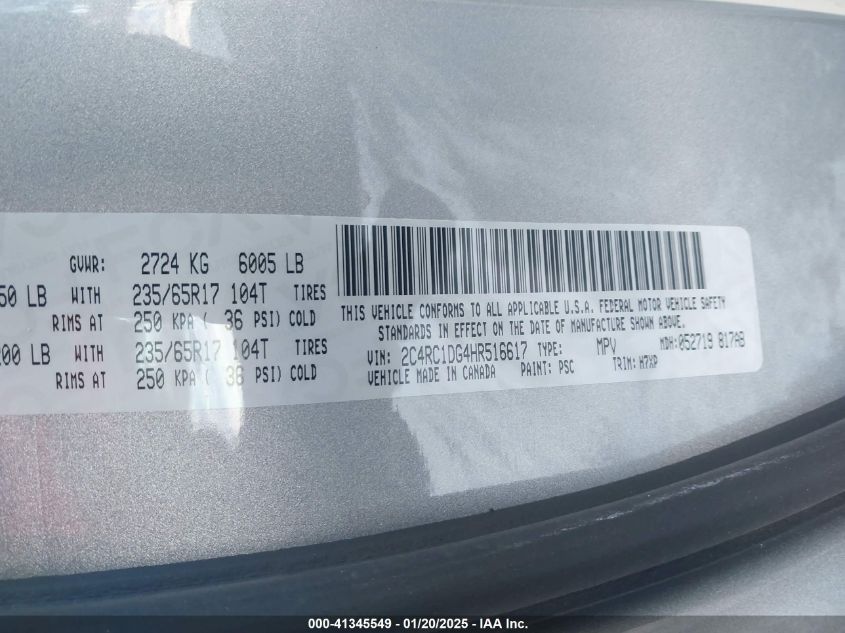 GVWR: 2724 KG 6005 LB
50 LB WITH 235/65R17 104T TIRES
RIMS AT 250 KPA ( 36 PSI) COLD
200 LB WITH 235/65R17 104T TIRES
RIMS AT 250 KPA ( 36 PSI) COLD
THIS VEHICLE CONFORMS TO ALL APPLICABLE U.S.A. FEDERAL MOTOR VEHICLE SAFETY
STANDARDS IN EFFECT ON THE DATE OF MANUFACTURE SHOWN ABOVE.
VIN: 2C4RC1DG4HR516617 TYPE: MPV MDH: 052719 817AB
VEHICLE MADE IN CANADA PAINT: PSC TRIM:
000-41345549 | 01/20/2025 | IAA Inc.